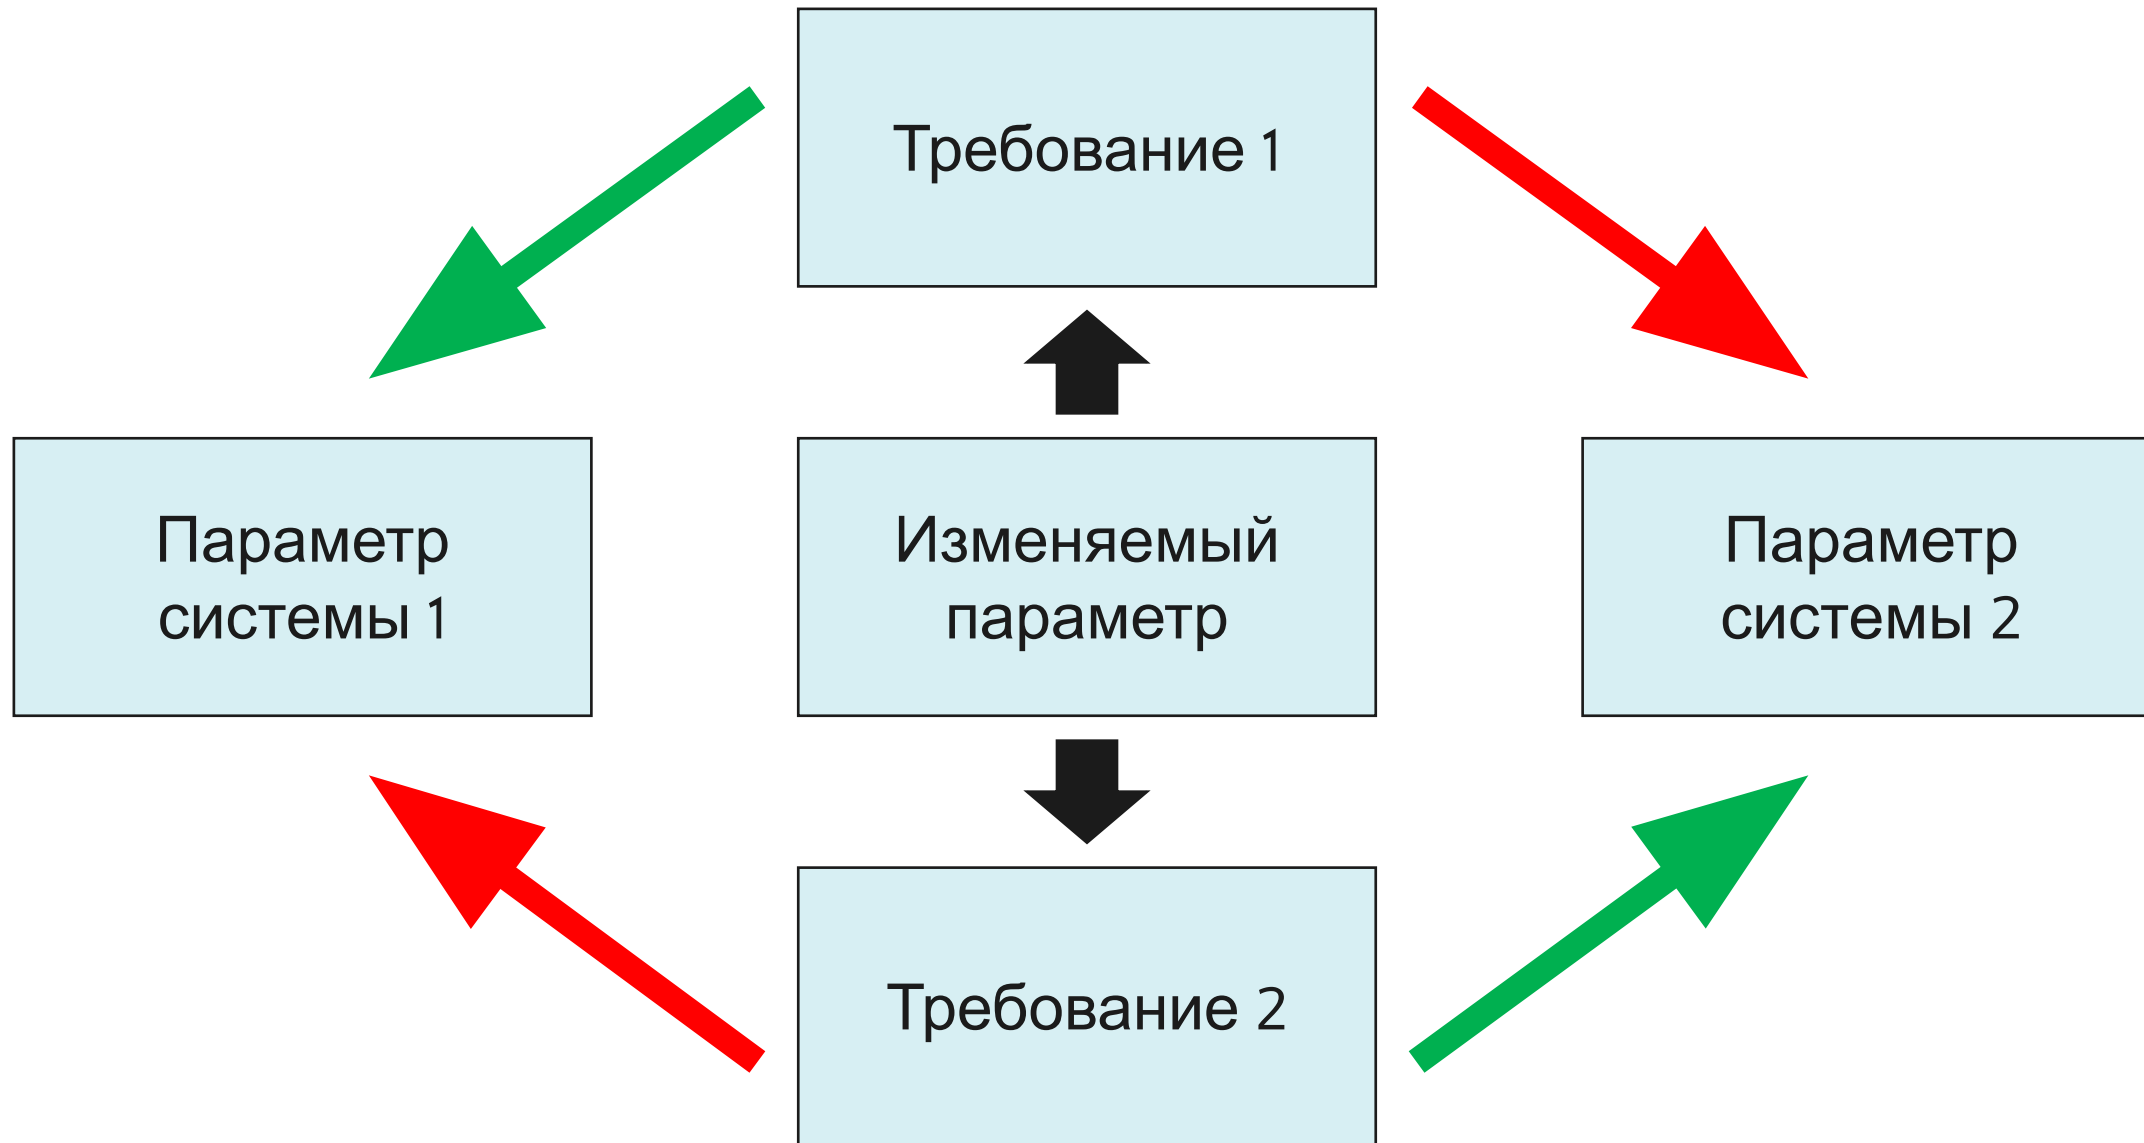 Требование 1
Параметр
системы 1
Изменяемый
параметр
Параметр
системы 2
Требование 2